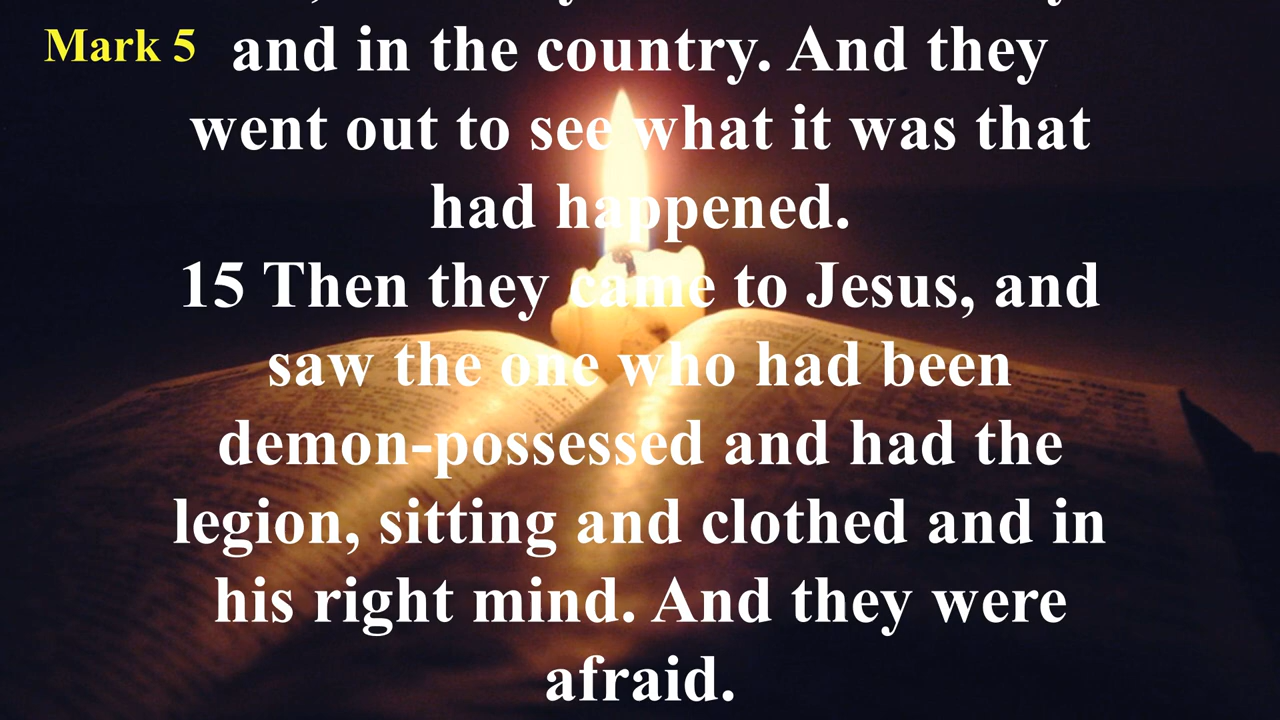 Mark 5
and in the country. And they
went out to see what it was that
had happened.
15 Then they came to Jesus, and
saw the one who had been
demon-possessed and had the
legion, sitting and clothed and in
his right mind. And they were
afraid.